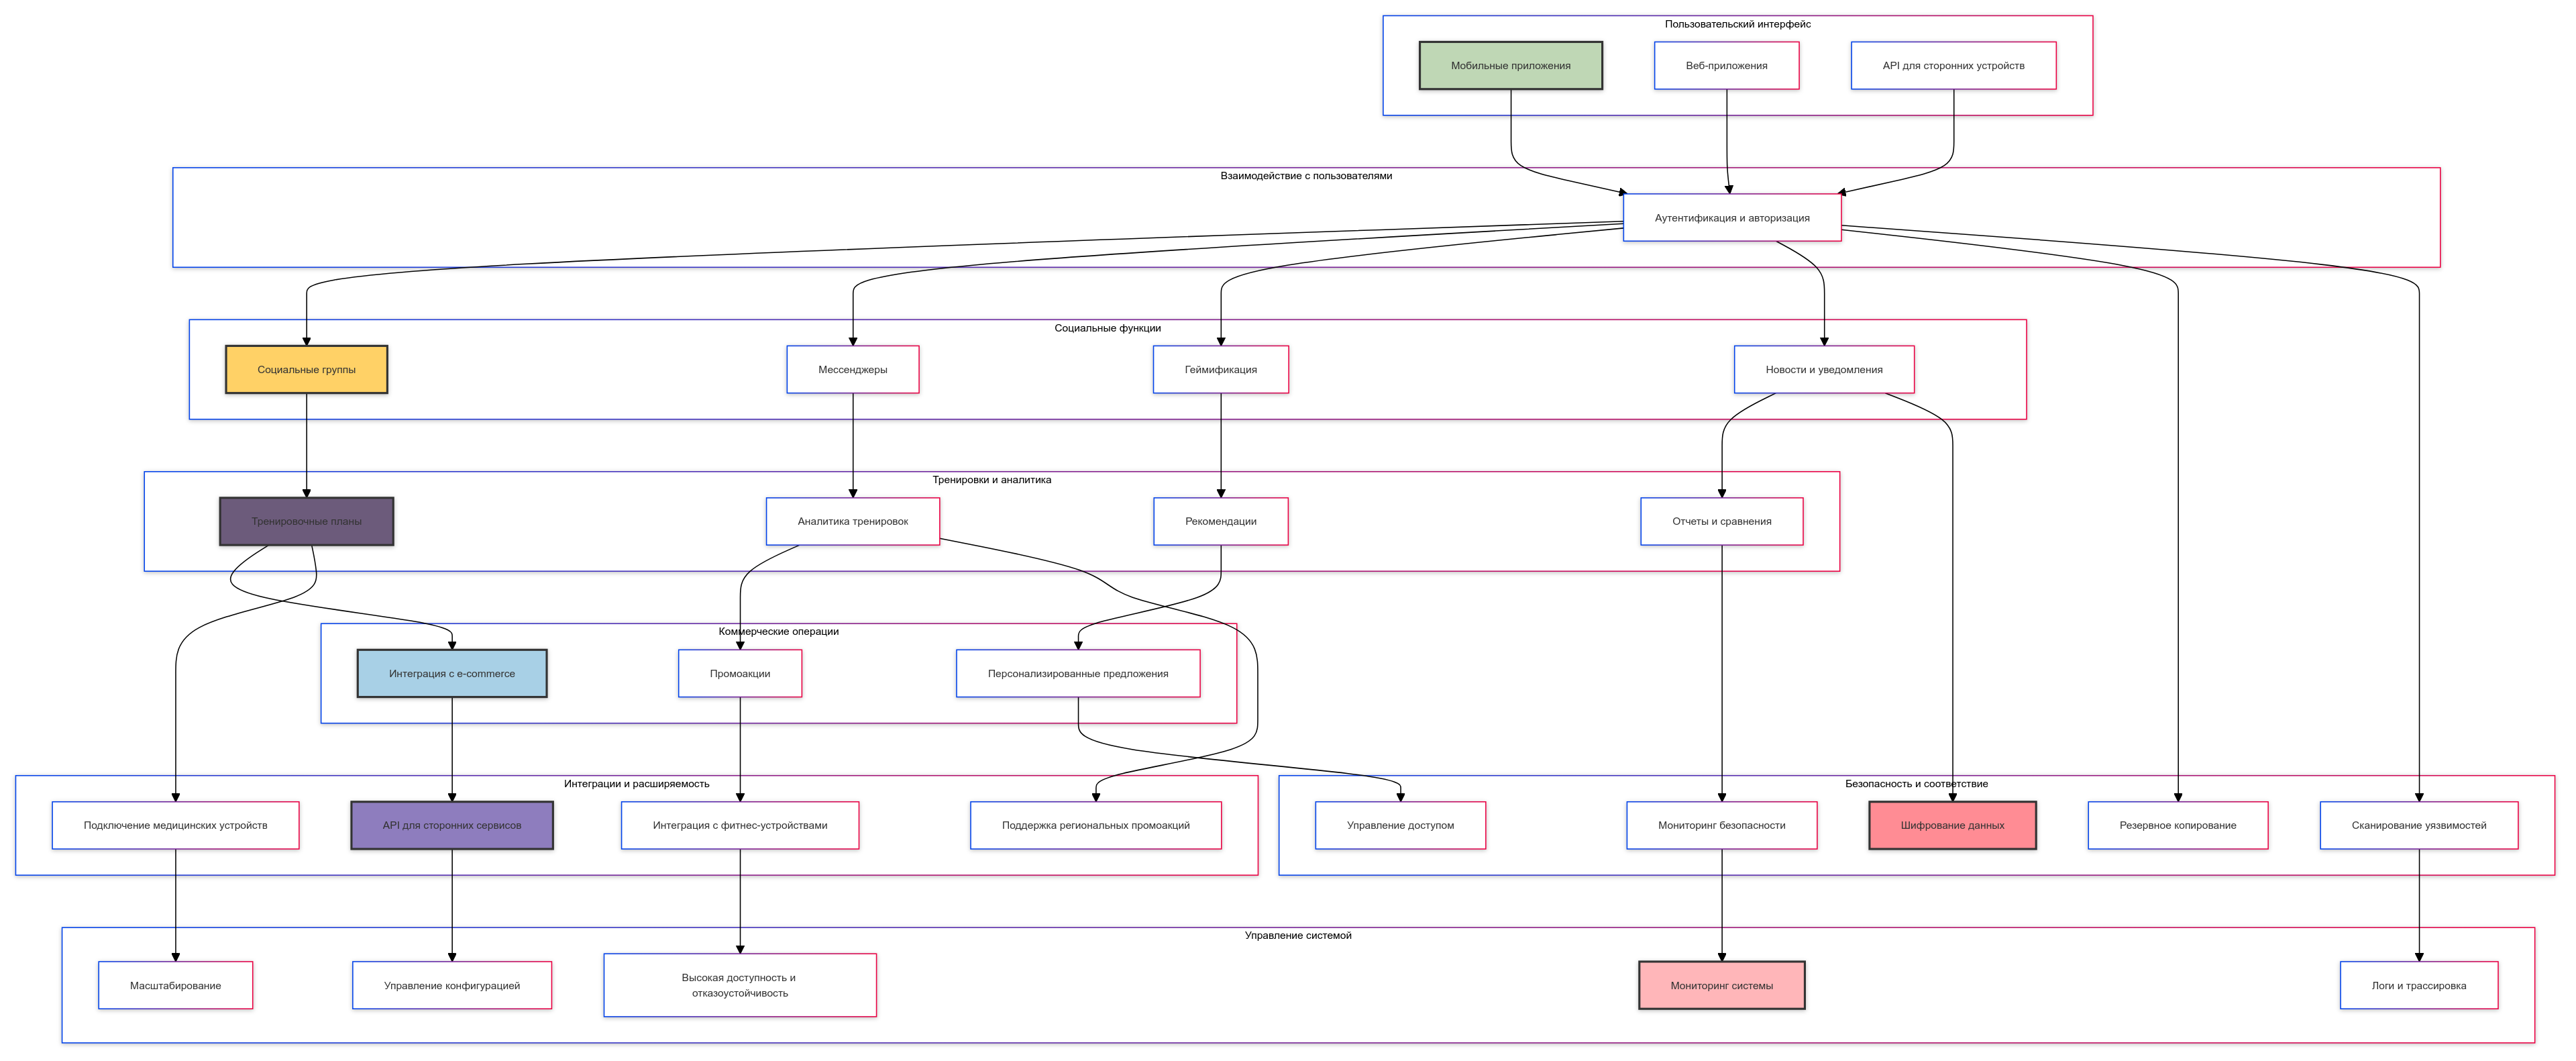 Пользовательский интерфейс
Мобильные приложения
Веб-приложения
API для сторонних устройств
Взаимодействие с пользователями
Аутентификация и авторизация
Социальные функции
Социальные группы
Мессенджеры
Геймификация
Новости и уведомления
Тренировки и аналитика
Тренировочные планы
Аналитика тренировок
Рекомендации
Отчеты и сравнения
Коммерческие операции
Интеграция с e-commerce
Промоакции
Персонализированные предложения
Интеграции и расширяемость
Подключение медицинских устройств
API для сторонних сервисов
Интеграция с фитнес-устройствами
Поддержка региональных промоакций
Безопасность и соответствие
Управление доступом
Мониторинг безопасности
Шифрование данных
Резервное копирование
Сканирование уязвимостей
Управление системой
Масштабирование
Управление конфигурацией
Высокая доступность и
отказоустойчивость
Мониторинг системы
Логи и трассировка